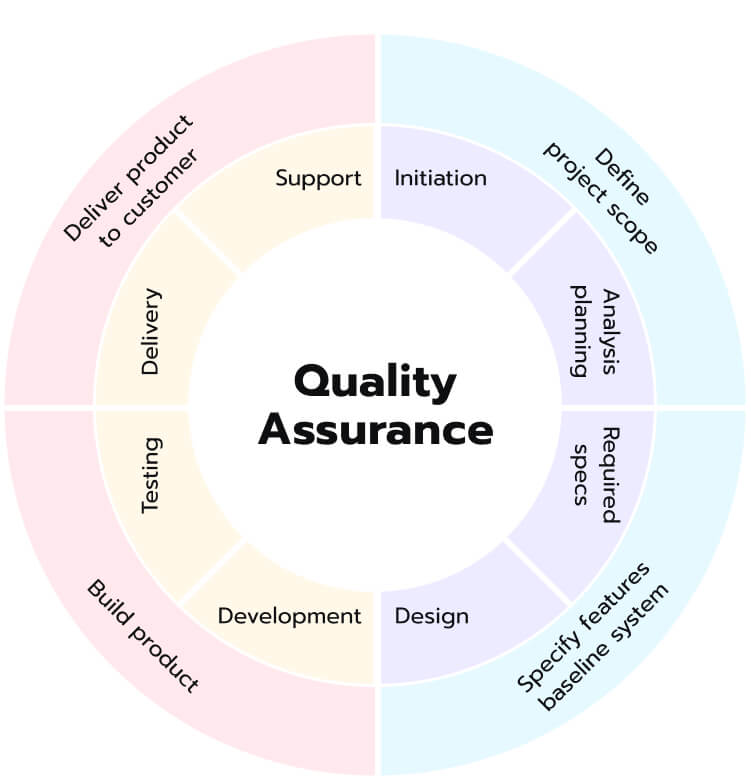 Deliver product
to customer
Define
project scope
Support
Initiation
Delivery
Analysis
planning
Quality
Assurance
Testing
Required
specs
Development
Design
Build product
Specify features
baseline system